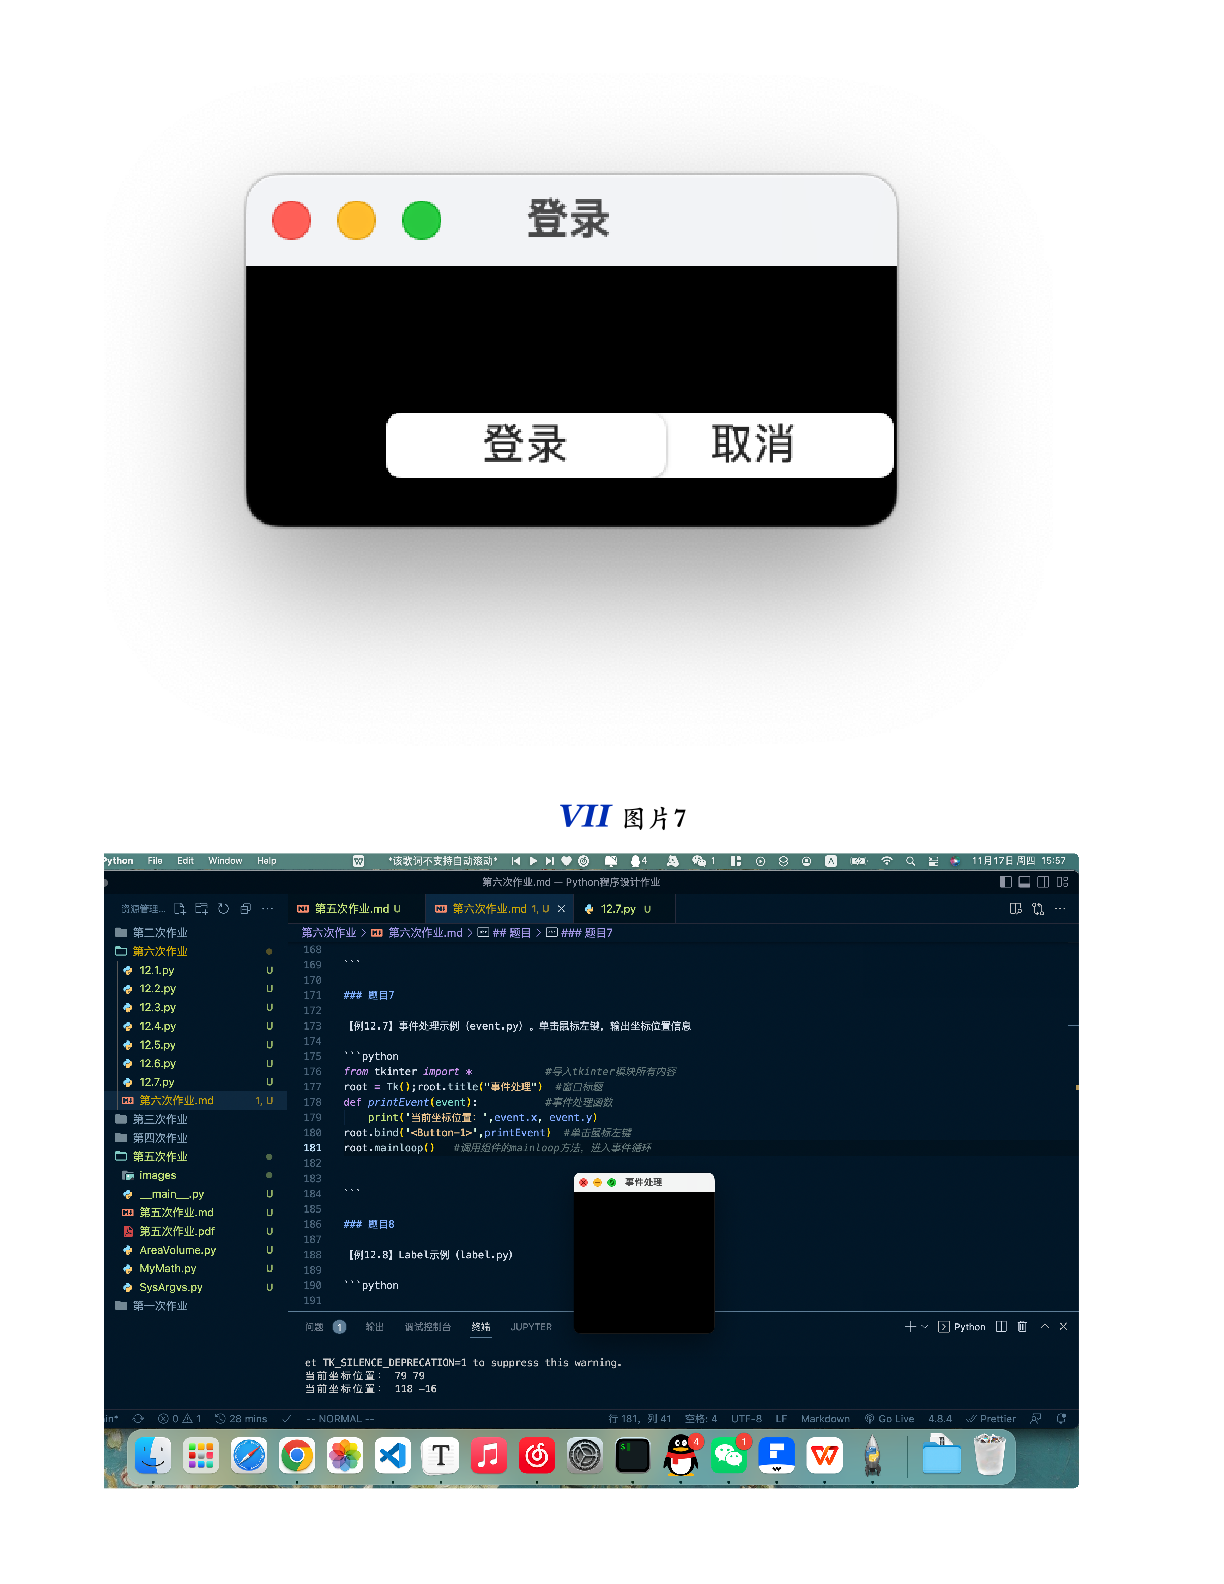 登录
登录 取消
VII 图片7
Python File Edit Window Help *该歌词不支持自动滚动* 4 1 A 11月17日 周四 15:57
第六次作业.md — Python程序设计作业
资源管理... 第五次作业.md U 第六次作业.md 1, U 12.7.py U
第六次作业 > 第六次作业.md > ## 题目 > ### 题目7
第二次作业
第六次作业
12.1.py U
12.2.py U
12.3.py U
12.4.py U
12.5.py U
12.6.py U
12.7.py U
第六次作业.md 1, U
第三次作业
第四次作业
第五次作业
images
__main__.py U
第五次作业.md U
第五次作业.pdf U
AreaVolume.py U
MyMath.py U
SysArgvs.py U
第一次作业
168
169 ```
170
171 ### 题目7
172
173 【例12.7】事件处理示例（event.py）。单击鼠标左键，输出坐标位置信息
174
175 ```python
176 from tkinter import * #导入tkinter模块所有内容
177 root = Tk();root.title("事件处理") #窗口标题
178 def printEvent(event): #事件处理函数
179 print('当前坐标位置：',event.x, event.y)
180 root.bind('<Button-1>',printEvent) #单击鼠标左键
181 root.mainloop() #调用组件的mainloop方法，进入事件循环
182
183
184 ```
185
186 ### 题目8
187
188 【例12.8】Label示例（label.py）
189
190 ```python
191
事件处理
问题 1 输出 调试控制台 终端 JUPYTER Python
et TK_SILENCE_DEPRECATION=1 to suppress this warning.
当前坐标位置： 79 79
当前坐标位置： 118 -16
in* 0 1 28 mins -- NORMAL -- 行 181，列 41 空格: 4 UTF-8 LF Markdown Go Live 4.8.4 Prettier
T $ 4 1 W